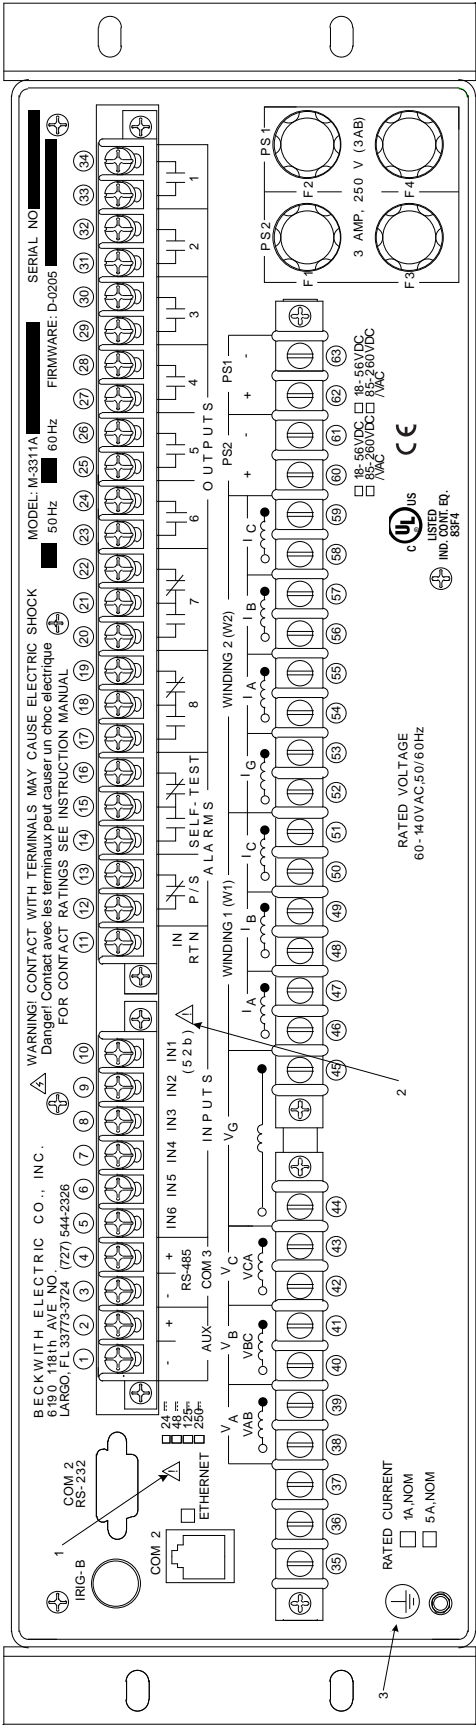 BECKWITH ELECTRIC CO., INC.
6190 118th AVE NO.
LARGO, FL 33773-3724 (727) 544-2326
WARNING! CONTACT WITH TERMINALS MAY CAUSE ELECTRIC SHOCK
Danger! Contact avec les terminaux peut causer un choc electrique
FOR CONTACT RATINGS SEE INSTRUCTION MANUAL
MODEL: M-3311A
SERIAL NO.
50Hz
60Hz
FIRMWARE: D-0205
1
COM 2
RS-232
IRIG-B
1 2 3 4 5 6 7 8 9 10 11 12 13 14 15 16 17 18 19 20 21 22 23 24 25 26 27 28 29 30 31 32 33 34
- + - +
IN6 IN5 IN4 IN3 IN2 IN1
(52b)
IN
RTN
P/S
SELF-TEST
8 7 6 5 4 3 2 1
AUX
RS-485
COM 3
INPUTS
ALARMS
OUTPUTS
24
48
125
250
COM 2
ETHERNET
2
V A
VAB
V B
VBC
V C
VCA
V G
WINDING 1 (W1)
I A
I B
I C
I G
WINDING 2 (W2)
I A
I B
I C
PS2
+ -
PS1
+ -
35 36 37 38 39 40 41 42 43 44 45 46 47 48 49 50 51 52 53 54 55 56 57 58 59 60 61 62 63
PS2
PS1
F1
F2
3 AMP, 250 V (3AB)
F3
F4
18-56VDC
85-260VDC
/VAC
18-56VDC
85-260VDC
/VAC
RATED CURRENT
1A,NOM
5A,NOM
RATED VOLTAGE
60-140VAC,50/60Hz
C UL US
LISTED
IND. CONT. EQ.
83F4
CE
3